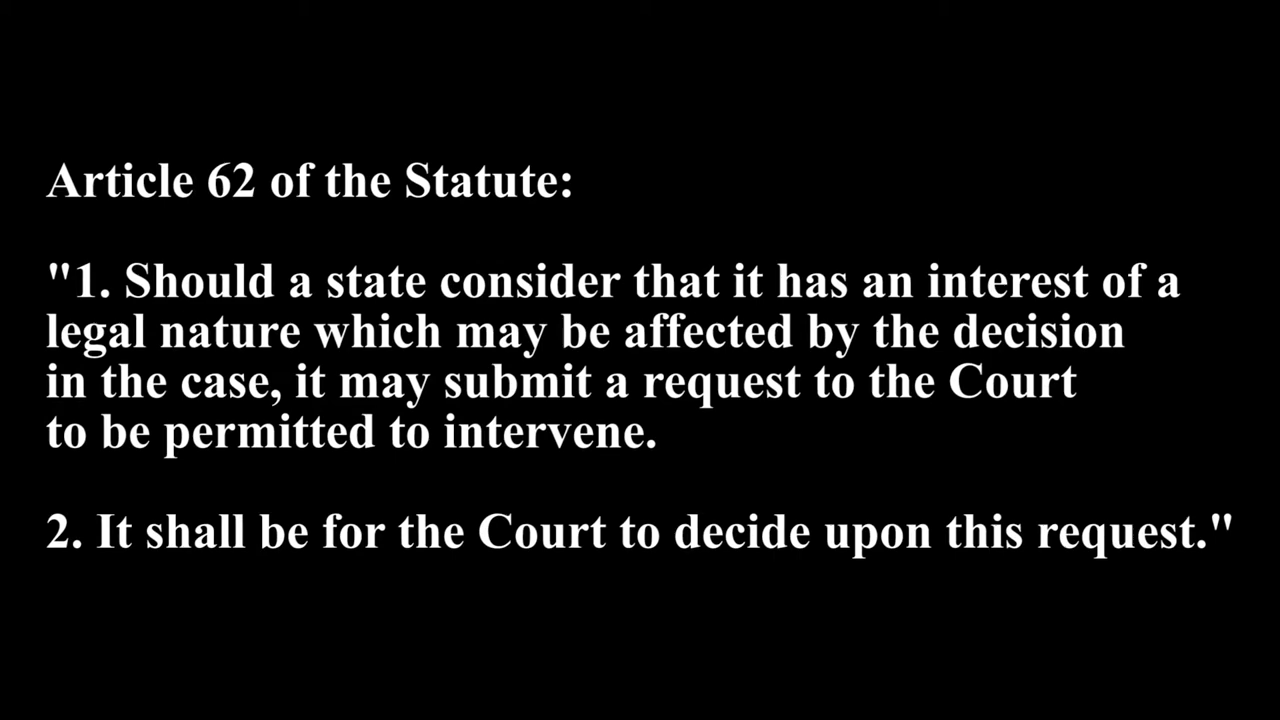 Article 62 of the Statute:
"1. Should a state consider that it has an interest of a
legal nature which may be affected by the decision
in the case, it may submit a request to the Court
to be permitted to intervene.
2. It shall be for the Court to decide upon this request."